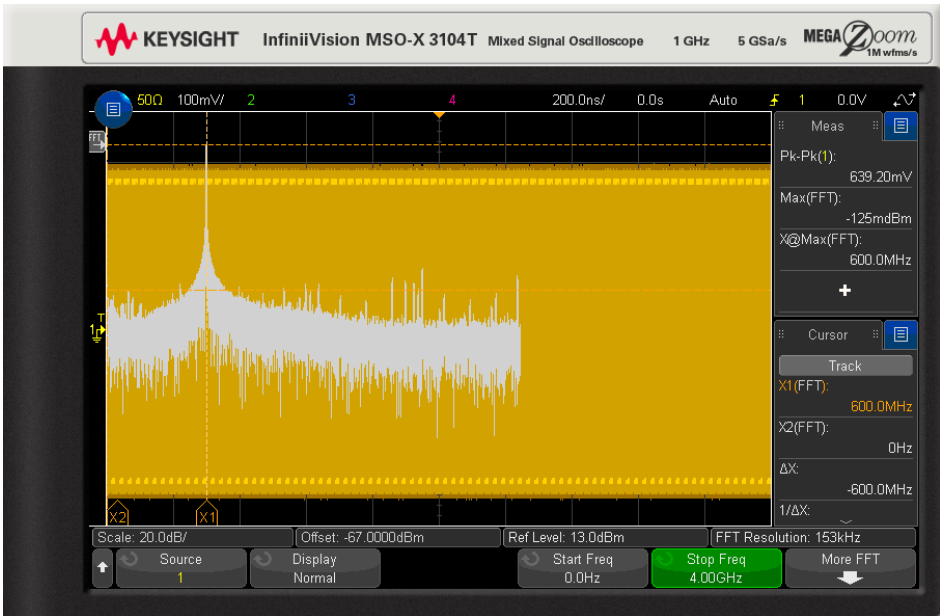 KEYSIGHT InfiniiVision MSO-X 3104T Mixed Signal Oscilloscope 1 GHz 5 GSa/s MEGA Zoom
1M wfms/s
50Ω 100mV/ 2 3 4 200.0ns/ 0.0s Auto 1 0.0V
FFT
Meas
Pk-Pk(1):
639.20mV
Max(FFT):
-125mdBm
X@Max(FFT):
600.0MHz
+
T
1
Cursor
Track
X1(FFT):
600.0MHz
X2(FFT):
0Hz
ΔX:
-600.0MHz
1/ΔX:
X2 X1
Scale: 20.0dB/ Offset: -67.0000dBm Ref Level: 13.0dBm FFT Resolution: 153kHz
Source Display Start Freq Stop Freq More FFT
1 Normal 0.0Hz 4.00GHz